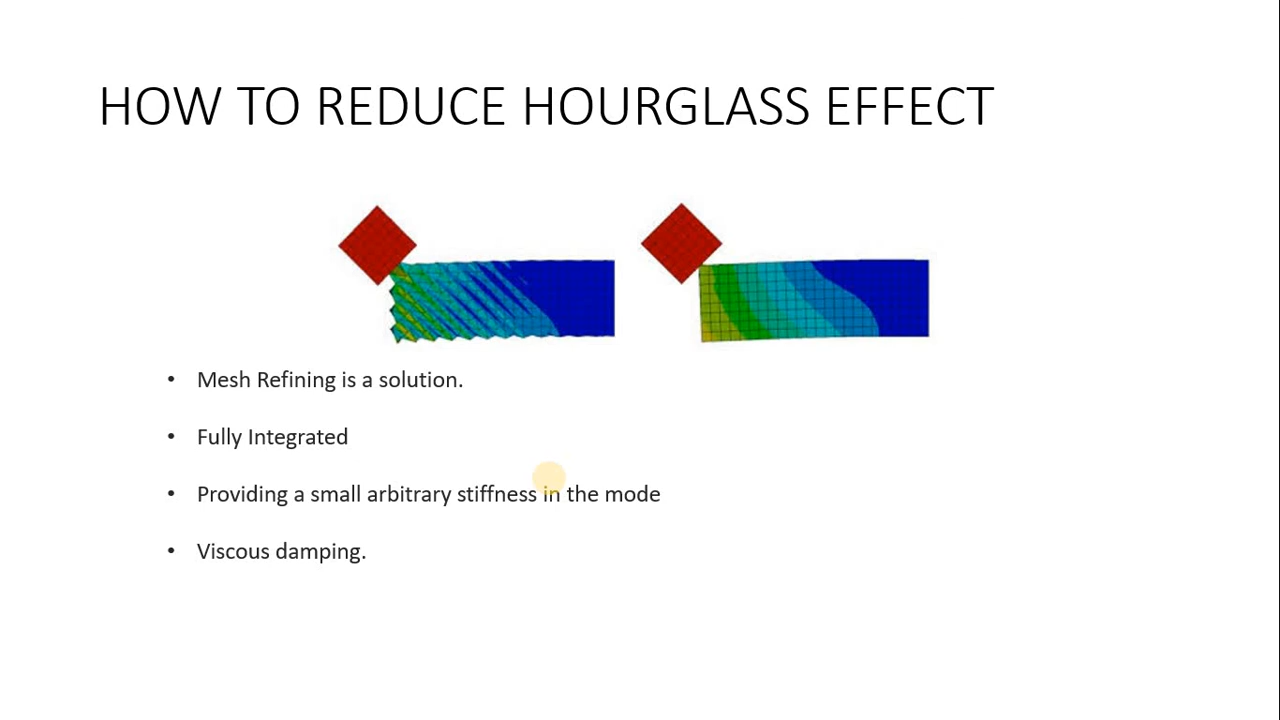 HOW TO REDUCE HOURGLASS EFFECT
• Mesh Refining is a solution.
• Fully Integrated
• Providing a small arbitrary stiffness in the mode
• Viscous damping.